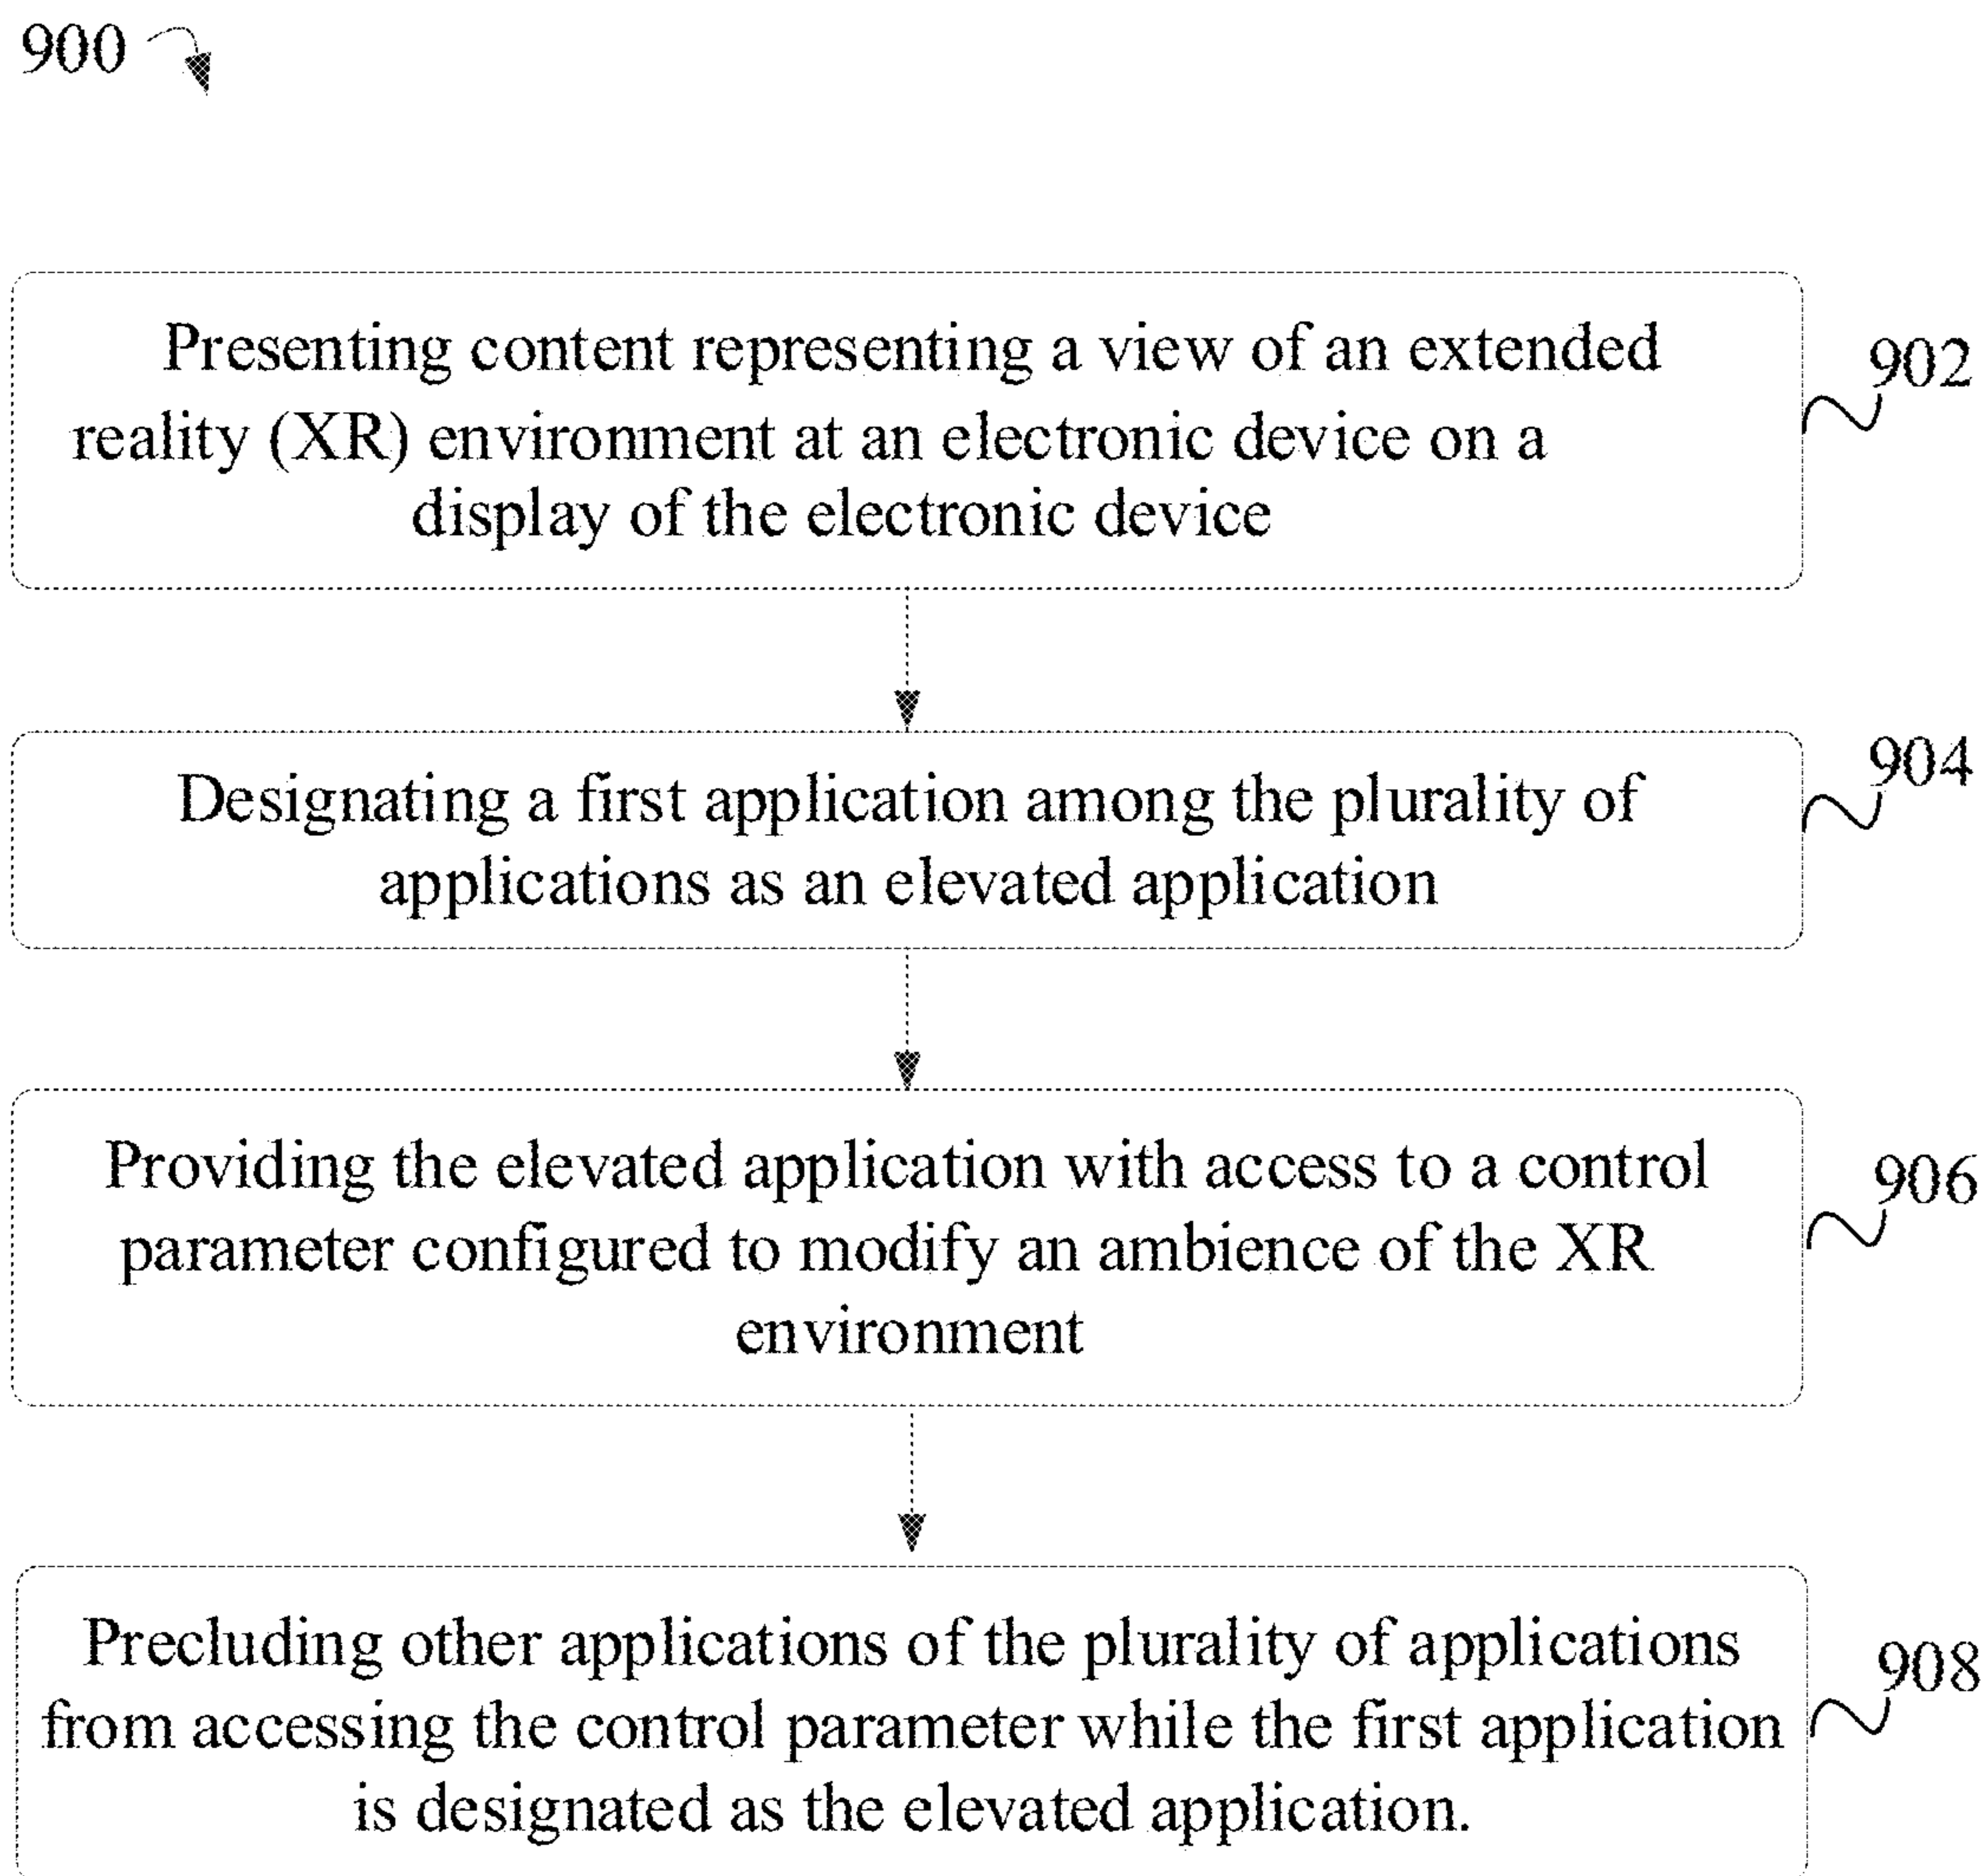 900
Presenting content representing a view of an extended
reality (XR) environment at an electronic device on a
display of the electronic device
902
Designating a first application among the plurality of
applications as an elevated application
904
Providing the elevated application with access to a control
parameter configured to modify an ambience of the XR
environment
906
Precluding other applications of the plurality of applications
from accessing the control parameter while the first application
is designated as the elevated application.
908